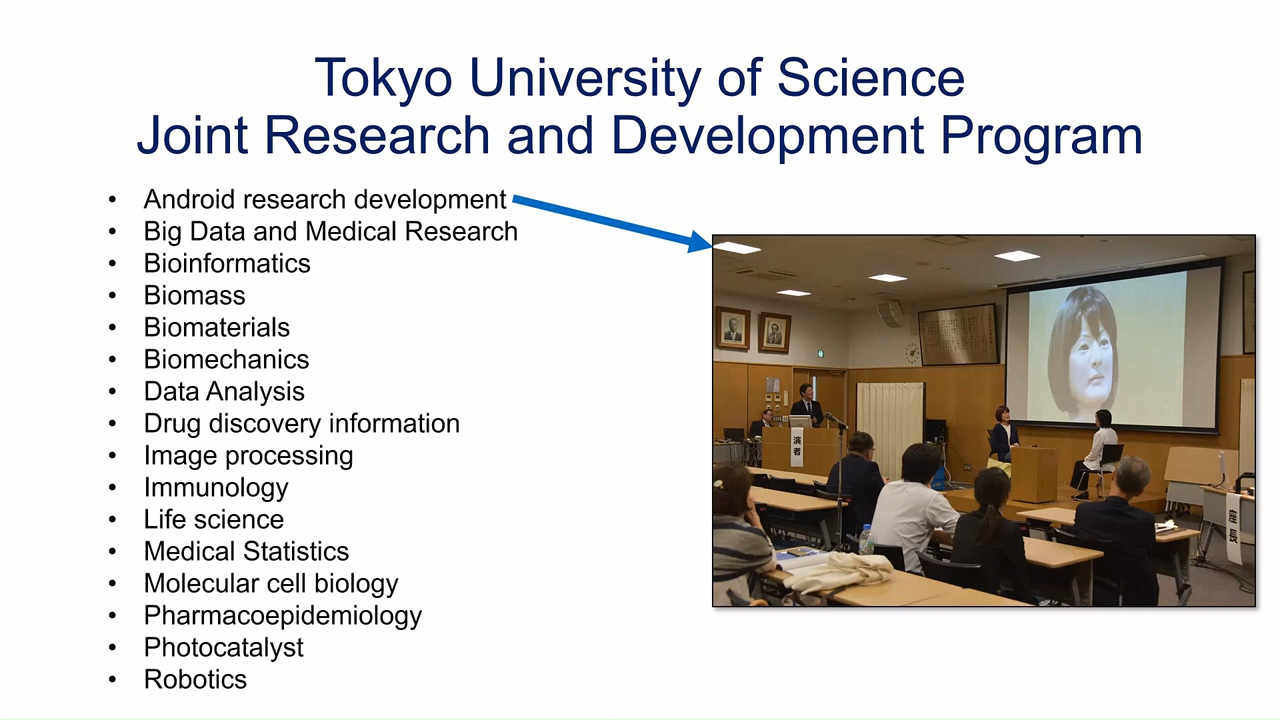 Tokyo University of Science
Joint Research and Development Program
• Android research development
• Big Data and Medical Research
• Bioinformatics
• Biomass
• Biomaterials
• Biomechanics
• Data Analysis
• Drug discovery information
• Image processing
• Immunology
• Life science
• Medical Statistics
• Molecular cell biology
• Pharmacoepidemiology
• Photocatalyst
• Robotics
演者